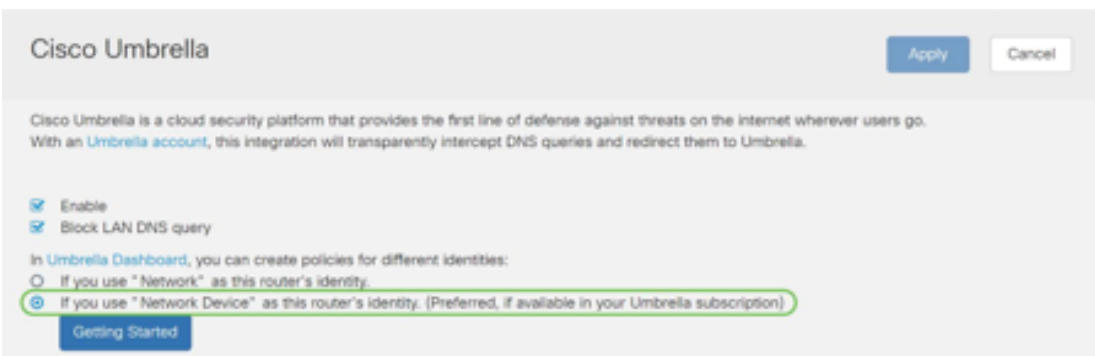 Cisco Umbrella
Apply
Cancel
Cisco Umbrella is a cloud security platform that provides the first line of defense against threats on the internet wherever users go.
With an Umbrella account, this integration will transparently intercept DNS queries and redirect them to Umbrella.
Enable
Block LAN DNS query
In Umbrella Dashboard, you can create policies for different identities:
If you use "Network" as this router's identity.
If you use "Network Device" as this router's identity. (Preferred, if available in your Umbrella subscription)
Getting Started